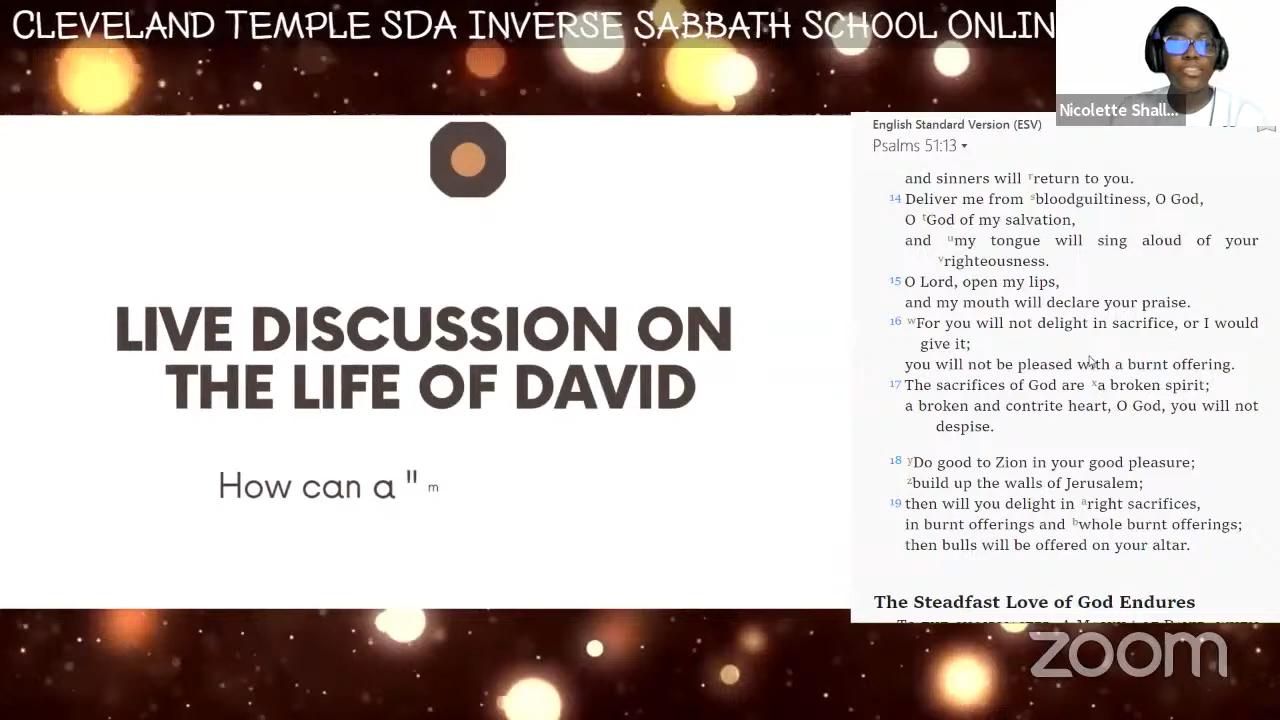 CLEVELAND TEMPLE SDA INVERSE SABBATH SCHOOL ONLIN
Nicolette Shall...
LIVE DISCUSSION ON
THE LIFE OF DAVID
How can a " m
English Standard Version (ESV)
Psalms 51:13
and sinners will r return to you.
14 Deliver me from s bloodguiltiness, O God,
O t God of my salvation,
and u my tongue will sing aloud of your
v righteousness.
15 O Lord, open my lips,
and my mouth will declare your praise.
16 w For you will not delight in sacrifice, or I would
give it;
you will not be pleased with a burnt offering.
17 The sacrifices of God are x a broken spirit;
a broken and contrite heart, O God, you will not
despise.
18 y Do good to Zion in your good pleasure;
z build up the walls of Jerusalem;
19 then will you delight in a right sacrifices,
in burnt offerings and b whole burnt offerings;
then bulls will be offered on your altar.
The Steadfast Love of God Endures
zoom